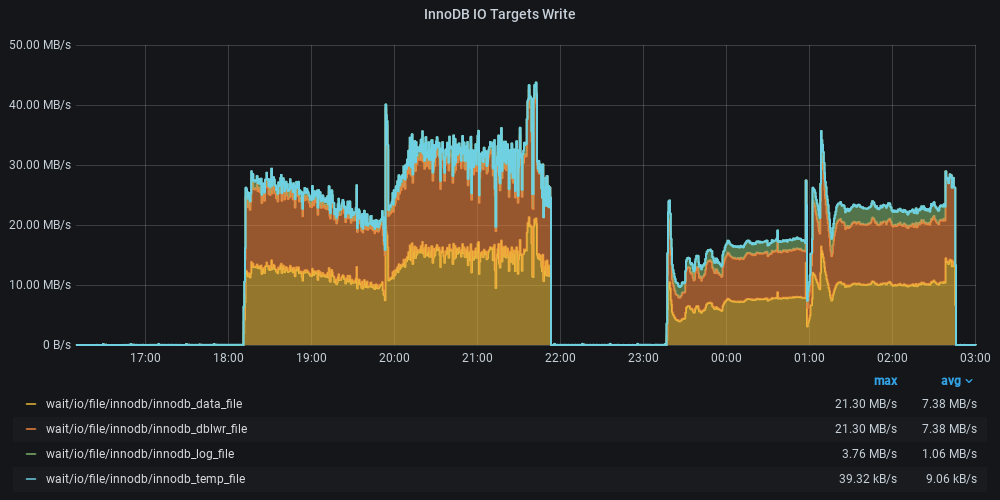 InnoDB IO Targets Write
50.00 MB/s
40.00 MB/s
30.00 MB/s
20.00 MB/s
10.00 MB/s
0 B/s
17:00 18:00 19:00 20:00 21:00 22:00 23:00 00:00 01:00 02:00 03:00
max avg
wait/io/file/innodb/innodb_data_file 21.30 MB/s 7.38 MB/s
wait/io/file/innodb/innodb_dblwr_file 21.30 MB/s 7.38 MB/s
wait/io/file/innodb/innodb_log_file 3.76 MB/s 1.06 MB/s
wait/io/file/innodb/innodb_temp_file 39.32 kB/s 9.06 kB/s